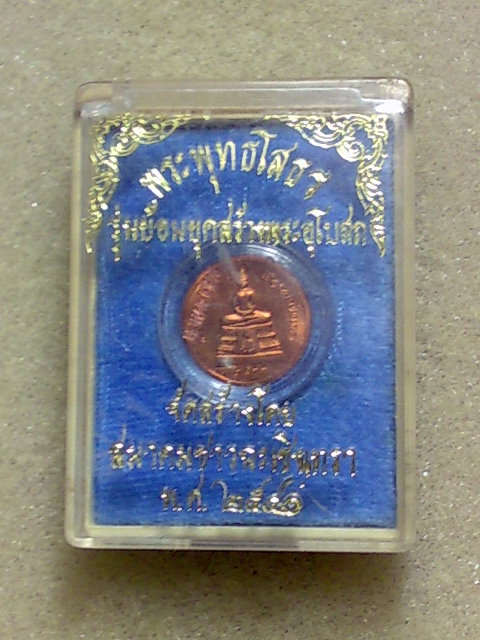 พระพุทธโสธร
รุ่นย้อนยุคสร้างพระอุโบสถ
จัดสร้างโดย
สมาคมชาวฉะเชิงเทรา
พ.ศ. ๒๕๔๑